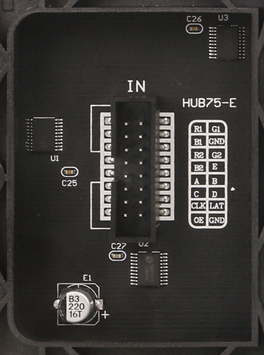 C26
U3
IN
HUB75-E
R1 G1
B1 GND
R2 G2
B2 E
A B
C D
CLK LAT
OE GND
U1
C25
C27
U2
E1
B3
220
16T
+